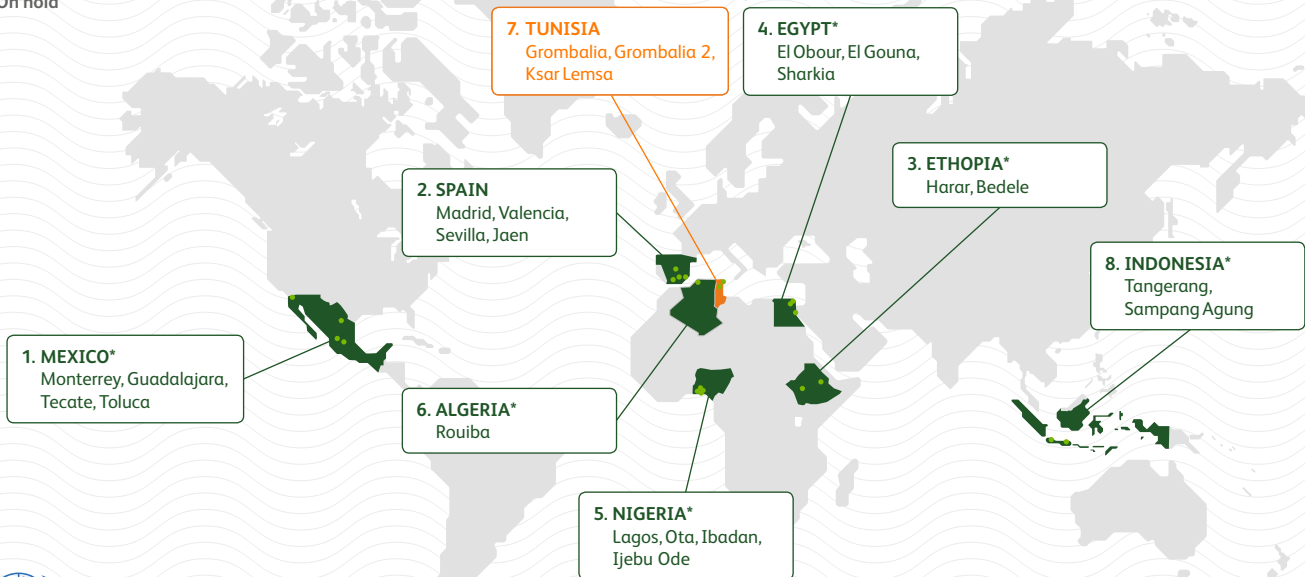 On hold
7. TUNISIA
Grombalia, Grombalia 2,
Ksar Lemsa
4. EGYPT*
El Obour, El Gouna,
Sharkia
3. ETHOPIA*
Harar, Bedele
2. SPAIN
Madrid, Valencia,
Sevilla, Jaen
8. INDONESIA*
Tangerang,
Sampang Agung
1. MEXICO*
Monterrey, Guadalajara,
Tecate, Toluca
6. ALGERIA*
Rouiba
5. NIGERIA*
Lagos, Ota, Ibadan,
Ijebu Ode